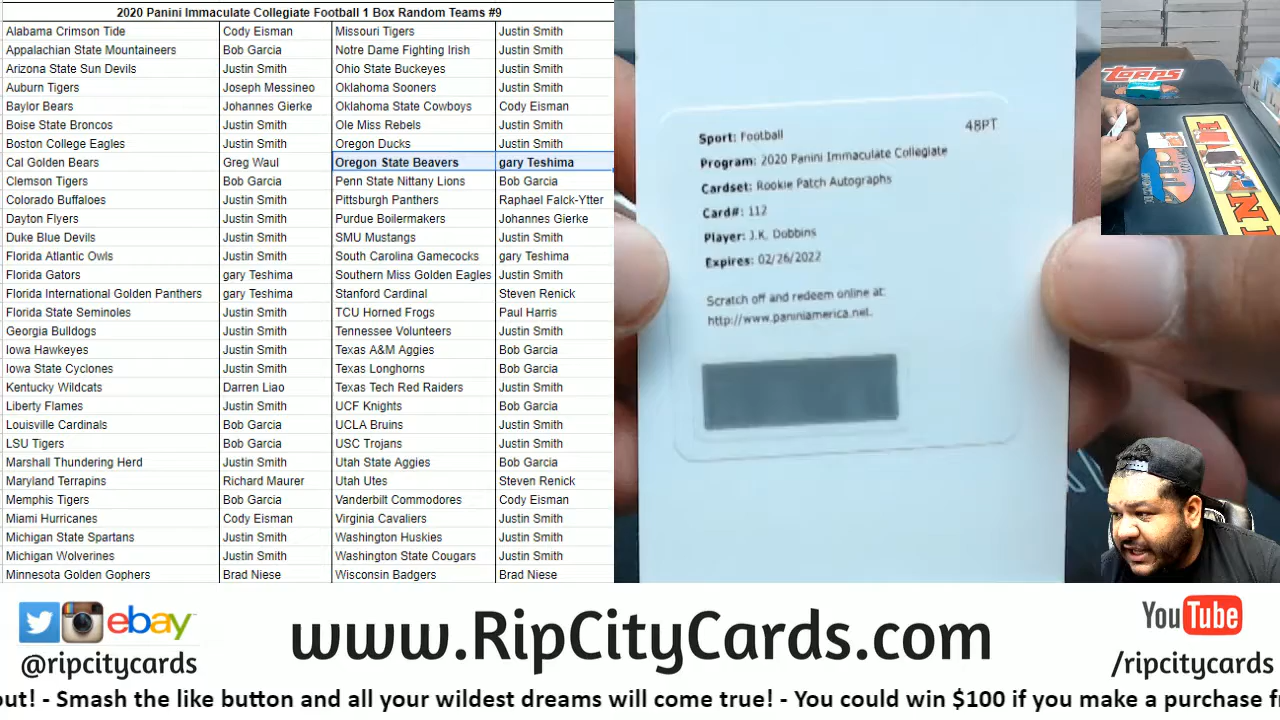 2020 Panini Immaculate Collegiate Football 1 Box Random Teams #9
Alabama Crimson Tide Cody Eisman Missouri Tigers Justin Smith
Appalachian State Mountaineers Bob Garcia Notre Dame Fighting Irish Justin Smith
Arizona State Sun Devils Justin Smith Ohio State Buckeyes Justin Smith
Auburn Tigers Joseph Messineo Oklahoma Sooners Justin Smith
Baylor Bears Johannes Gierke Oklahoma State Cowboys Cody Eisman
Boise State Broncos Justin Smith Ole Miss Rebels Justin Smith
Boston College Eagles Justin Smith Oregon Ducks Justin Smith
Cal Golden Bears Greg Waul Oregon State Beavers gary Teshima
Clemson Tigers Bob Garcia Penn State Nittany Lions Bob Garcia
Colorado Buffaloes Justin Smith Pittsburgh Panthers Raphael Falck-Ytter
Dayton Flyers Justin Smith Purdue Boilermakers Johannes Gierke
Duke Blue Devils Justin Smith SMU Mustangs Justin Smith
Florida Atlantic Owls Justin Smith South Carolina Gamecocks gary Teshima
Florida Gators gary Teshima Southern Miss Golden Eagles Justin Smith
Florida International Golden Panthers gary Teshima Stanford Cardinal Steven Renick
Florida State Seminoles Justin Smith TCU Horned Frogs Paul Harris
Georgia Bulldogs Justin Smith Tennessee Volunteers Justin Smith
Iowa Hawkeyes Justin Smith Texas A&M Aggies Bob Garcia
Iowa State Cyclones Justin Smith Texas Longhorns Bob Garcia
Kentucky Wildcats Darren Liao Texas Tech Red Raiders Justin Smith
Liberty Flames Justin Smith UCF Knights Bob Garcia
Louisville Cardinals Bob Garcia UCLA Bruins Justin Smith
LSU Tigers Bob Garcia USC Trojans Justin Smith
Marshall Thundering Herd Justin Smith Utah State Aggies Bob Garcia
Maryland Terrapins Richard Maurer Utah Utes Steven Renick
Memphis Tigers Bob Garcia Vanderbilt Commodores Cody Eisman
Miami Hurricanes Cody Eisman Virginia Cavaliers Justin Smith
Michigan State Spartans Justin Smith Washington Huskies Justin Smith
Michigan Wolverines Justin Smith Washington State Cougars Justin Smith
Minnesota Golden Gophers Brad Niese Wisconsin Badgers Brad Niese
48PT
Sport: Football
Program: 2020 Panini Immaculate Collegiate
Cardset: Rookie Patch Autographs
Card#: 112
Player: J.K. Dobbins
Expires: 02/26/2022
Scratch off and redeem online at:
http://www.paniniamerica.net.
TOPPS
ebay
@ripcitycards
www.RipCityCards.com
YouTube
/ripcitycards
out! - Smash the like button and all your wildest dreams will come true! - You could win $100 if you make a purchase